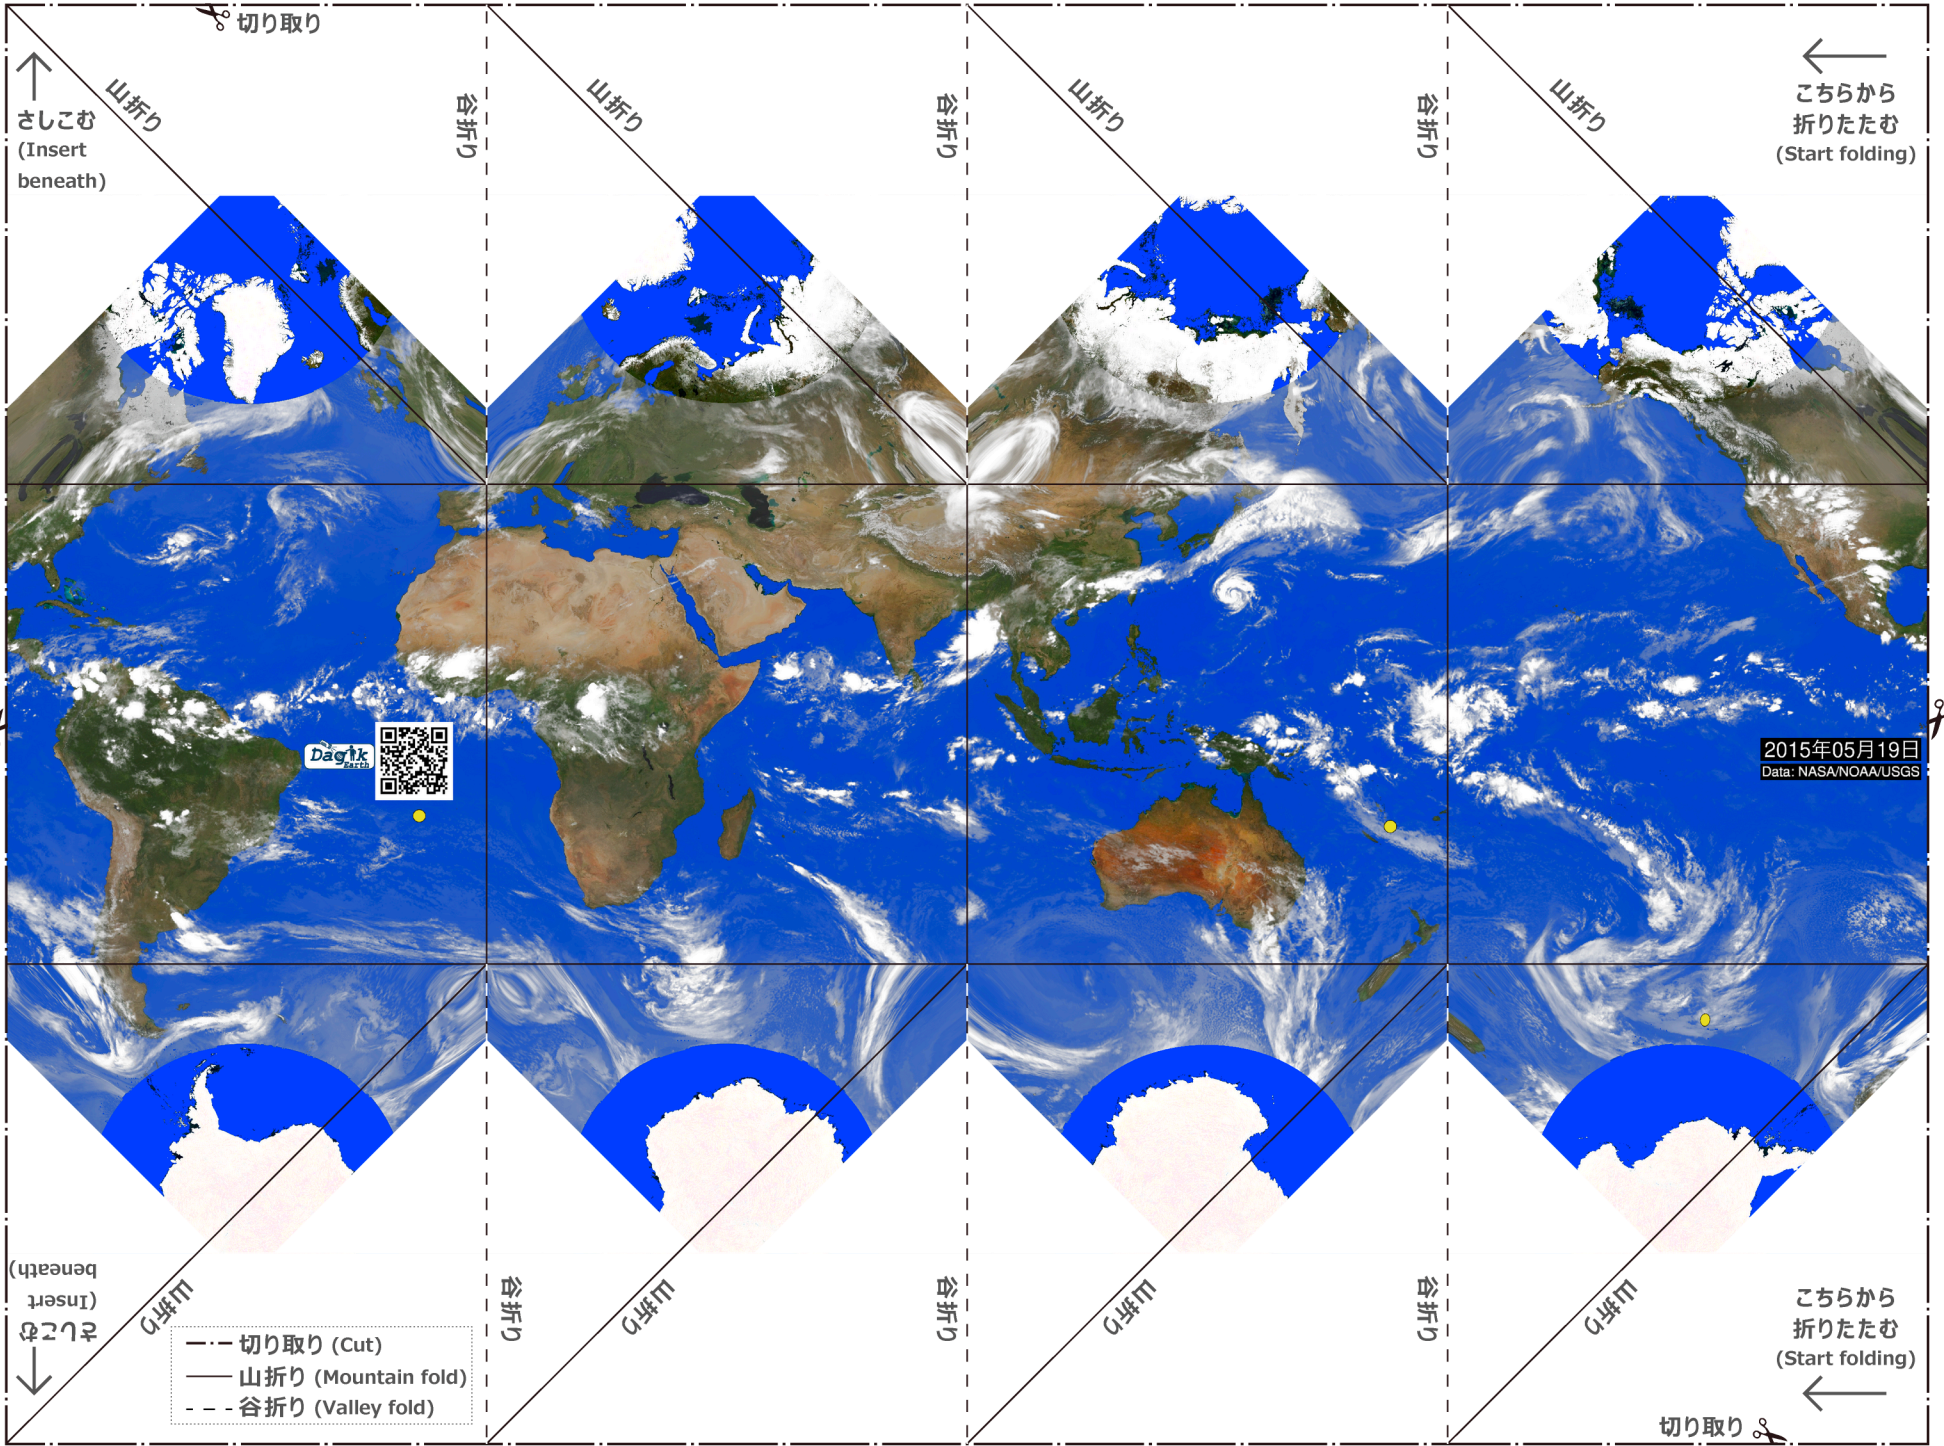 切り取り
山折り
谷折り
山折り
谷折り
山折り
谷折り
山折り
さしこむ
(Insert
beneath)
こちらから
折りたたむ
(Start folding)
Dagik
Earth
2015年05月19日
Data: NASA/NOAA/USGS
さしこむ
(Insert
beneath)
山折り
谷折り
山折り
谷折り
山折り
谷折り
山折り
こちらから
折りたたむ
(Start folding)
切り取り (Cut)
山折り (Mountain fold)
谷折り (Valley fold)
切り取り